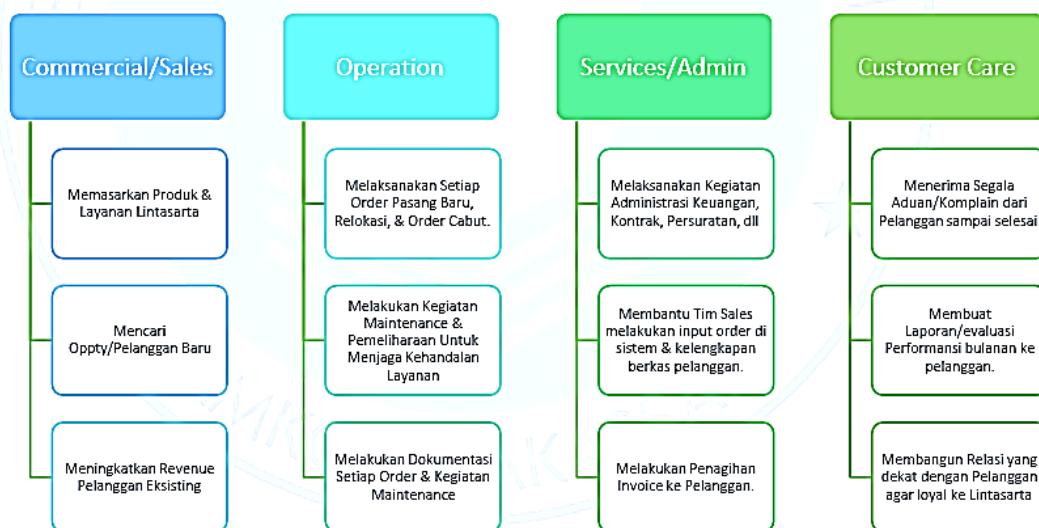 Commercial/Sales
Memasarkan Produk &
Layanan Lintasarta
Mencari
Oppty/Pelanggan Baru
Meningkatkan Revenue
Pelanggan Eksisting
Operation
Melaksanakan Setiap
Order Pasang Baru,
Relokasi, & Order Cabut.
Melakukan Kegiatan
Maintenance &
Pemeliharaan Untuk
Menjaga Kehandalan
Layanan
Melakukan Dokumentasi
Setiap Order & Kegiatan
Maintenance
Services/Admin
Melaksanakan Kegiatan
Administrasi Keuangan,
Kontrak, Persuratan, dll
Membantu Tim Sales
melakukan input order di
sistem & kelengkapan
berkas pelanggan.
Melakukan Penagihan
Invoice ke Pelanggan.
Customer Care
Menerima Segala
Aduan/Komplain dari
Pelanggan sampai selesai
Membuat
Laporan/evaluasi
Performansi bulanan ke
pelanggan.
Membangun Relasi yang
dekat dengan Pelanggan
agar loyal ke Lintasarta